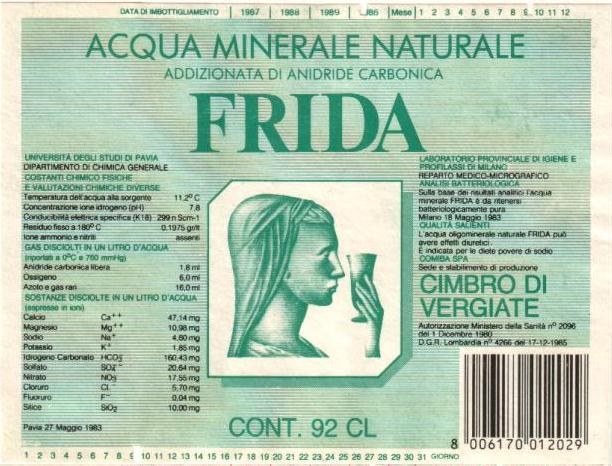 DATA DI IMBOTTIGLIAMENTO | 1987 | 1988 | 1989 | Mese | 1 2 3 4 5 6 7 8 9 10 11 12
ACQUA MINERALE NATURALE
ADDIZIONATA DI ANIDRIDE CARBONICA
FRIDA
UNIVERSITÀ DEGLI STUDI DI PAVIA
DIPARTIMENTO DI CHIMICA GENERALE
COSTANTI CHIMICO FISICHE
E VALUTAZIONI CHIMICHE DIVERSE
Temperatura dell'acqua alla sorgente 11,2° C
Concentrazione ione idrogeno (pH) 7,8
Conducibilità elettrica specifica (K18) 299 n Scm-1
Residuo fisso a 180° C 0,1975 gr/lt
Ione ammonio e nitriti assenti
GAS DISCIOLTI IN UN LITRO D'ACQUA
(riportati a 0°C e 760 mmHg)
Anidride carbonica libera 1,8 ml
Ossigeno 6,0 ml
Azoto e gas rari 16,0 ml
SOSTANZE DISCIOLTE IN UN LITRO D'ACQUA
(espresse in ioni)
Calcio Ca++ 47,14 mg
Magnesio Mg++ 10,98 mg
Sodio Na+ 4,60 mg
Potassio K+ 1,85 mg
Idrogeno Carbonato HCO3- 160,43 mg
Solfato SO4-- 20,64 mg
Nitrato NO3- 17,55 mg
Cloruro Cl- 5,70 mg
Fluoruro F- 0,04 mg
Silice SiO2 10,00 mg
Pavia 27 Maggio 1983
LABORATORIO PROVINCIALE DI IGIENE E
PROFILASSI DI MILANO
REPARTO MEDICO-MICROGRAFICO
ANALISI BATTERIOLOGICA
Sulla base dei risultati analitici l'acqua
minerale FRIDA è da ritenersi
batteriologicamente pura
Milano 18 Maggio 1983
QUALITÀ SALIENTI
L'acqua oligominerale naturale FRIDA può
avere effetti diuretici.
È indicata per le diete povere di sodio
COMIBA SPA
Sede e stabilimento di produzione
CIMBRO DI
VERGIATE
Autorizzazione Ministero della Sanità n° 2096
del 1 Dicembre 1980
D.G.R. Lombardia n° 4266 del 17-12-1985
CONT. 92 CL
8 006170 012029
1 2 3 4 5 6 7 8 9 10 11 12 13 14 15 16 17 18 19 20 21 22 23 24 25 26 27 28 29 30 31 GIORNO